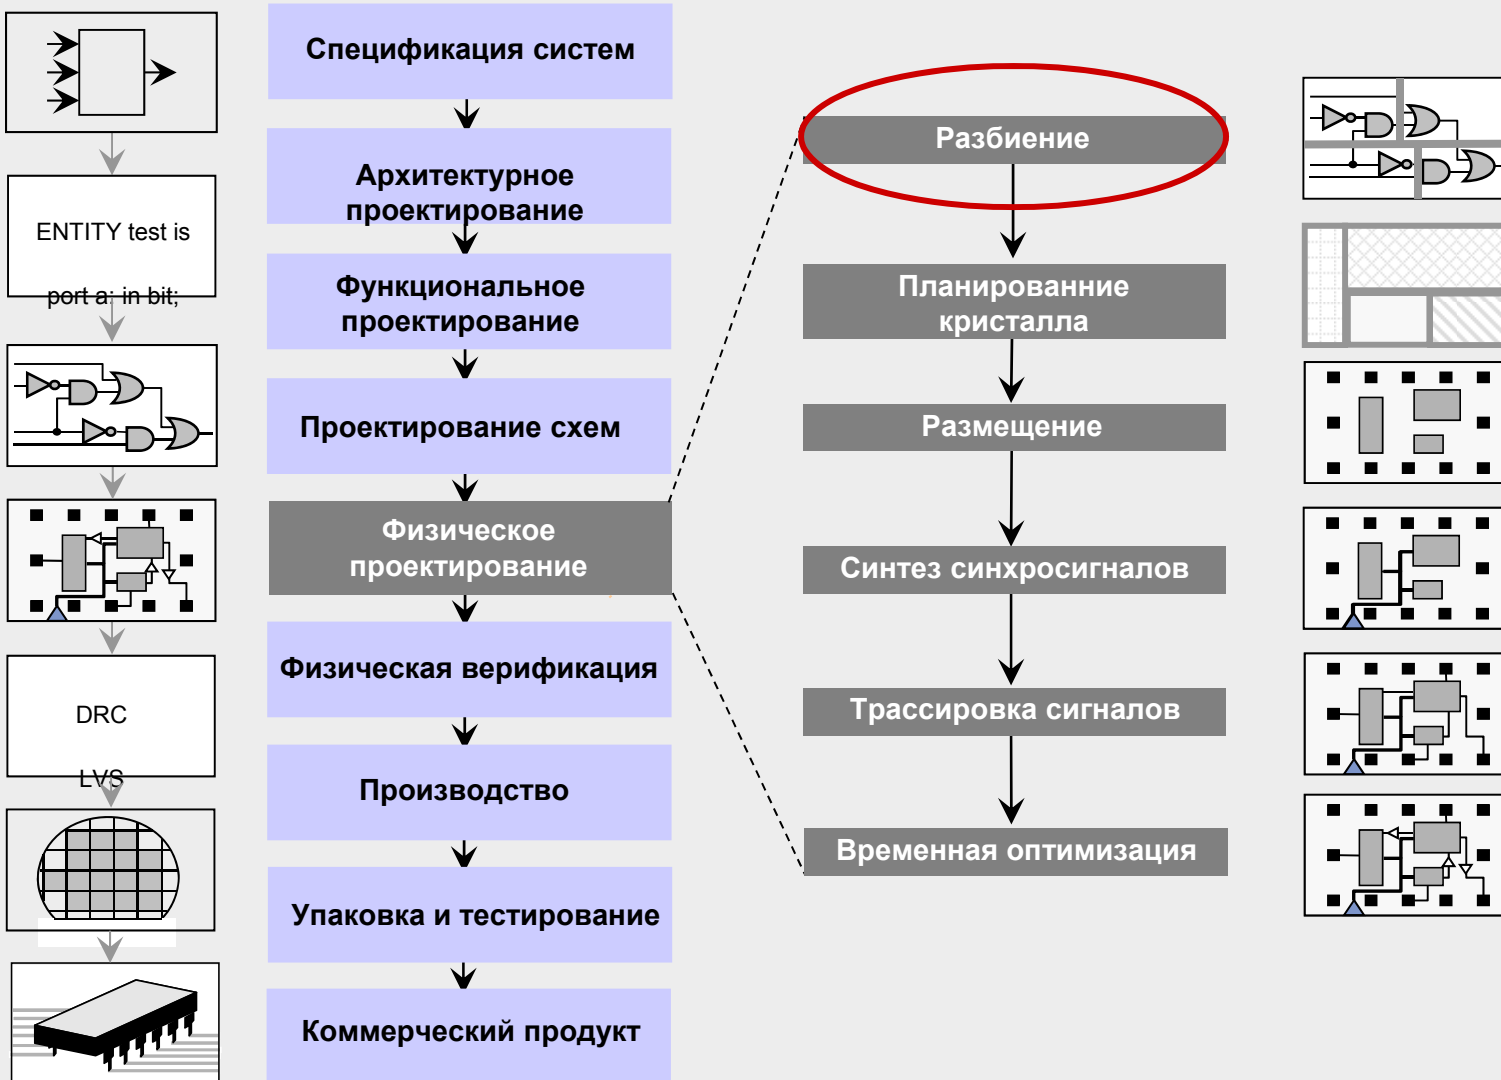 ENTITY test is
port a: in bit;
DRC
LVS
Спецификация систем
Архитектурное
проектирование
Функциональное
проектирование
Проектирование схем
Физическое
проектирование
Физическая верификация
Производство
Упаковка и тестирование
Коммерческий продукт
Разбиение
Планированние
кристалла
Размещение
Синтез синхросигналов
Трассировка сигналов
Временная оптимизация